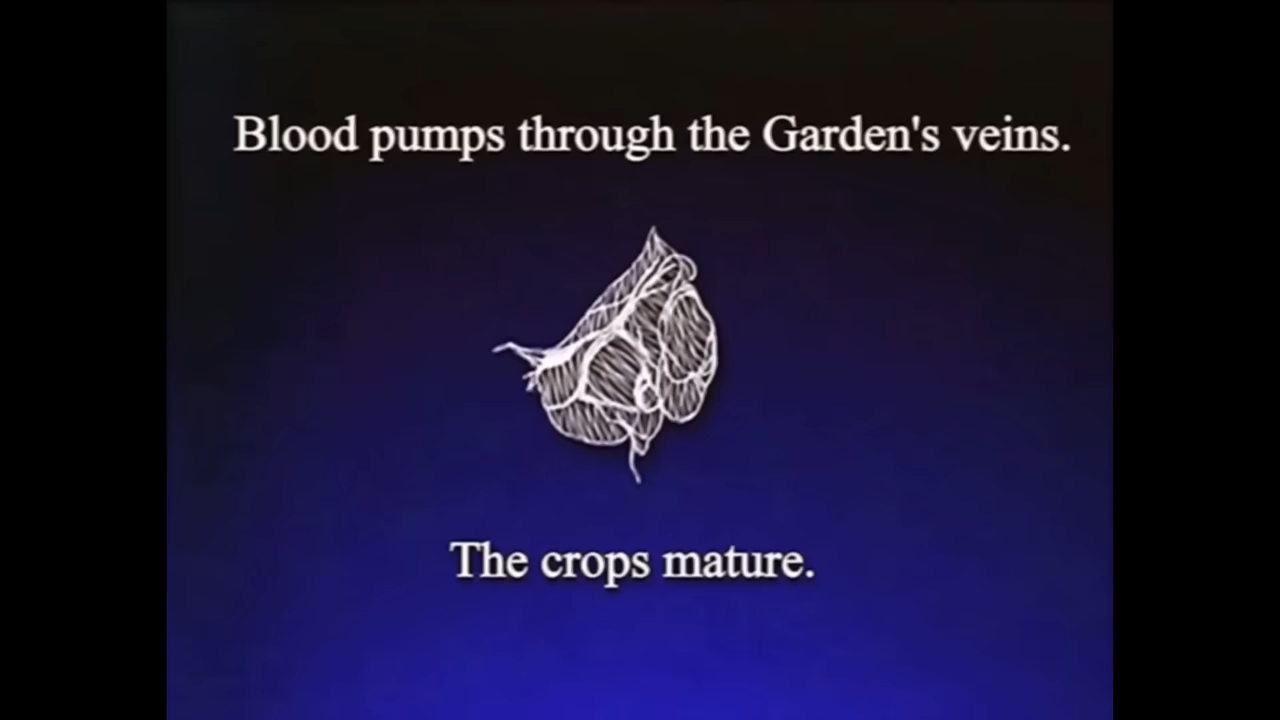 Blood pumps through the Garden's veins.
The crops mature.